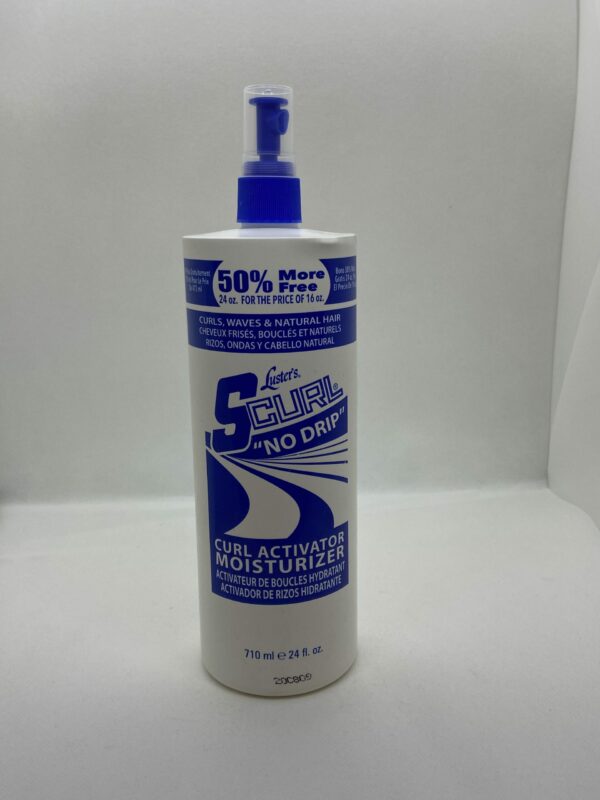 50% More
Free
24 oz. FOR THE PRICE OF 16 oz.
CURLS, WAVES & NATURAL HAIR
CHEVEUX FRISÉS, BOUCLÉS ET NATURELS
RIZOS, ONDAS Y CABELLO NATURAL
Luster's®
SCURL®
"NO DRIP"
CURL ACTIVATOR
MOISTURIZER
ACTIVATEUR DE BOUCLES HYDRATANT
ACTIVADOR DE RIZOS HIDRATANTE
710 ml ℮ 24 fl. oz.
200809